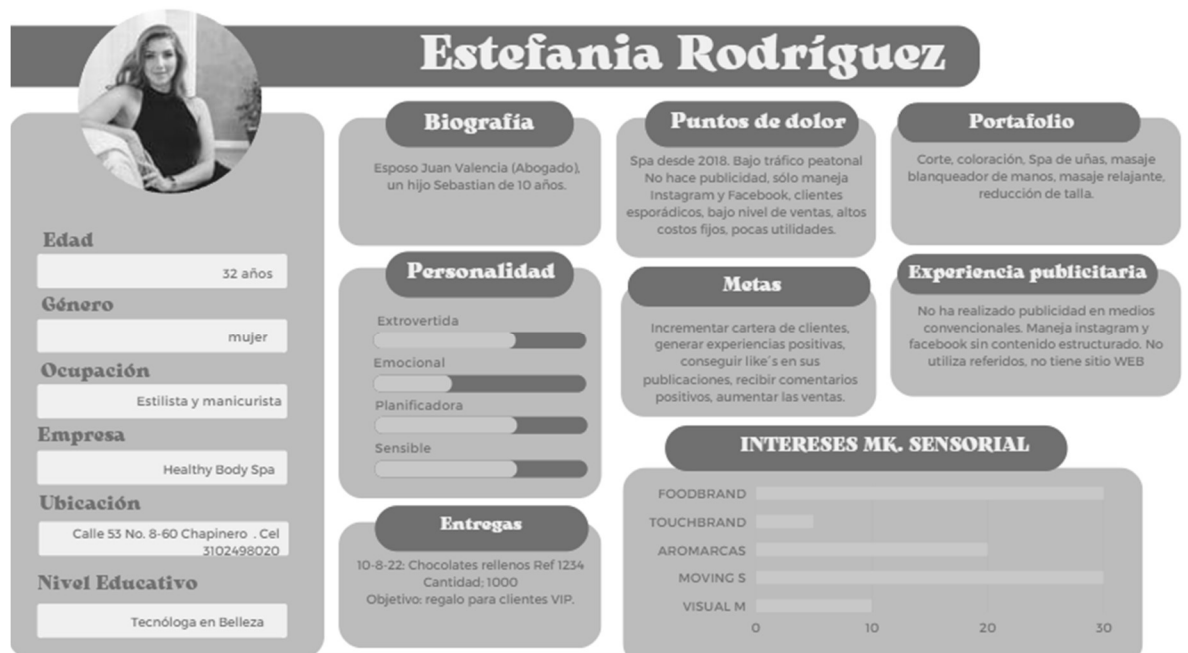 Estefania Rodríguez
Edad
32 años
Género
mujer
Ocupación
Estilista y manicurista
Empresa
Healthy Body Spa
Ubicación
Calle 53 No. 8-60 Chapinero . Cel
3102498020
Nivel Educativo
Tecnóloga en Belleza
Biografía
Esposo Juan Valencia (Abogado),
un hijo Sebastian de 10 años.
Personalidad
Extrovertida
Emocional
Planificadora
Sensible
Entregas
10-8-22: Chocolates rellenos Ref 1234
Cantidad; 1000
Objetivo: regalo para clientes VIP.
Puntos de dolor
Spa desde 2018. Bajo tráfico peatonal
No hace publicidad, sólo maneja
Instagram y Facebook, clientes
esporádicos, bajo nivel de ventas, altos
costos fijos, pocas utilidades.
Metas
Incrementar cartera de clientes,
generar experiencias positivas,
conseguir like´s en sus
publicaciones, recibir comentarios
positivos, aumentar las ventas.
Portafolio
Corte, coloración, Spa de uñas, masaje
blanqueador de manos, masaje relajante,
reducción de talla.
Experiencia publicitaria
No ha realizado publicidad en medios
convencionales. Maneja instagram y
facebook sin contenido estructurado. No
utiliza referidos, no tiene sitio WEB
INTERESES MK. SENSORIAL
FOODBRAND
TOUCHBRAND
AROMARCAS
MOVING S
VISUAL M
0 10 20 30